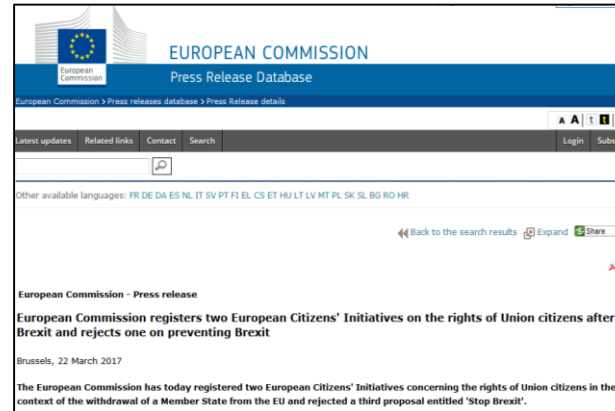 European
Commission
EUROPEAN COMMISSION
Press Release Database
European Commission > Press releases database > Press Release details
A A t t
Latest updates Related links Contact Search Login Subs
Other available languages: FR DE DA ES NL IT SV PT FI EL CS ET HU LT LV MT PL SK SL BG RO HR
Back to the search results Expand Share
European Commission - Press release
European Commission registers two European Citizens' Initiatives on the rights of Union citizens after
Brexit and rejects one on preventing Brexit
Brussels, 22 March 2017
The European Commission has today registered two European Citizens' Initiatives concerning the rights of Union citizens in the
context of the withdrawal of a Member State from the EU and rejected a third proposal entitled 'Stop Brexit'.